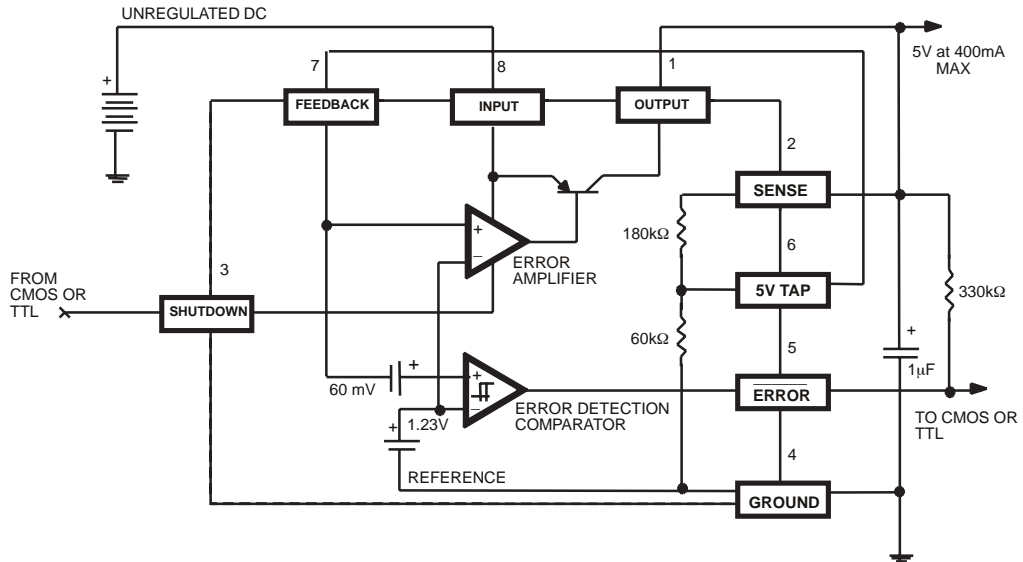 UNREGULATED DC
+
5V at 400mA
MAX
7
8
1
FEEDBACK
INPUT
OUTPUT
2
SENSE
180kΩ
+
−
ERROR
AMPLIFIER
6
FROM
CMOS OR
TTL
3
SHUTDOWN
5V TAP
330kΩ
60kΩ
5
+
1µF
60 mV
+
+
−
ERROR DETECTION
COMPARATOR
ERROR
TO CMOS OR
TTL
+
1.23V
REFERENCE
4
GROUND